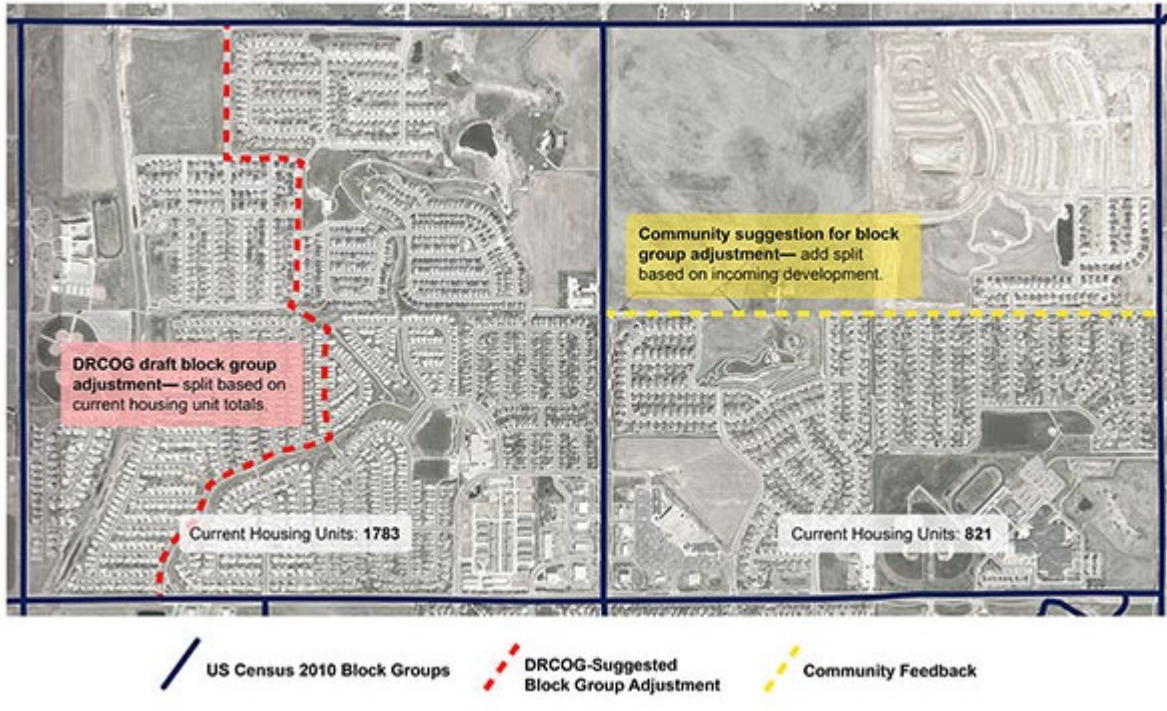 Community suggestion for block
group adjustment— add split
based on incoming development.
DRCOG draft block group
adjustment— split based on
current housing unit totals.
Current Housing Units: 1783
Current Housing Units: 821
US Census 2010 Block Groups
DRCOG-Suggested
Block Group Adjustment
Community Feedback